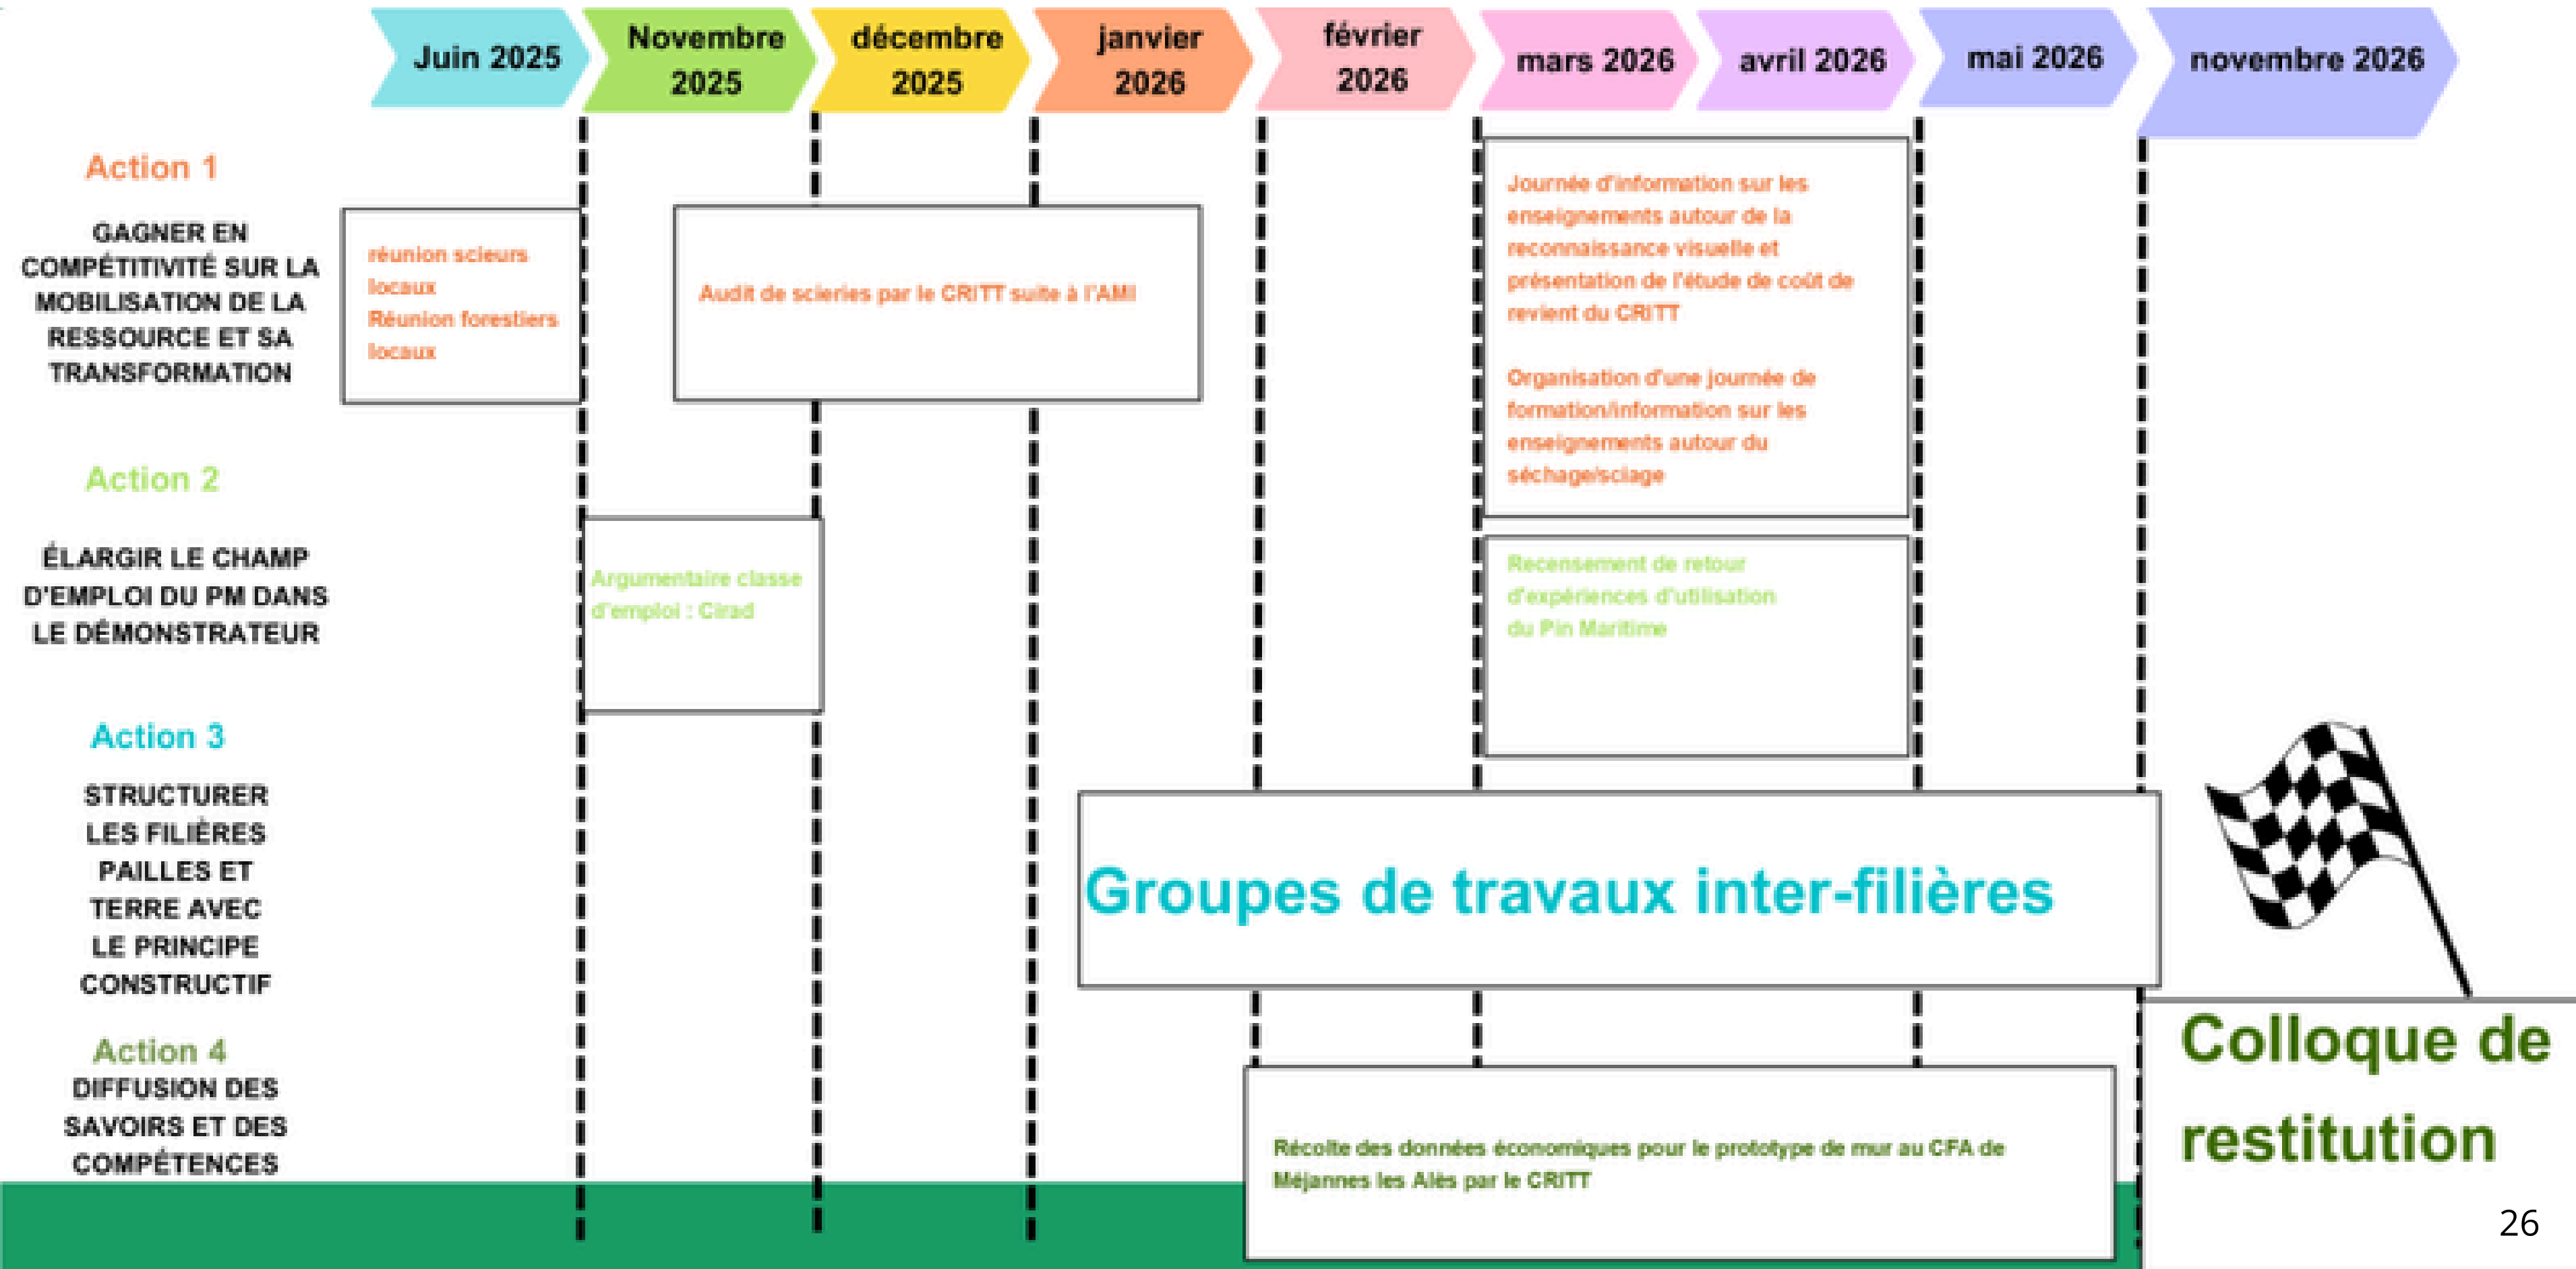 Juin 2025
Novembre
2025
décembre
2025
janvier
2026
février
2026
mars 2026
avril 2026
mai 2026
novembre 2026
Action 1
GAGNER EN
COMPÉTITIVITÉ SUR LA
MOBILISATION DE LA
RESSOURCE ET SA
TRANSFORMATION
réunion scieurs
locaux
Réunion forestiers
locaux
Audit de scieries par le CRITT suite à l'AMI
Journée d'information sur les
enseignements autour de la
reconnaissance visuelle et
présentation de l'étude de coût de
revient du CRITT
Organisation d'une journée de
formation/information sur les
enseignements autour du
séchage/sciage
Action 2
ÉLARGIR LE CHAMP
D'EMPLOI DU PM DANS
LE DÉMONSTRATEUR
Argumentaire classe
d'emploi : Cirad
Recensement de retour
d'expériences d'utilisation
du Pin Maritime
Action 3
STRUCTURER
LES FILIÈRES
PAILLES ET
TERRE AVEC
LE PRINCIPE
CONSTRUCTIF
Groupes de travaux inter-filières
Action 4
DIFFUSION DES
SAVOIRS ET DES
COMPÉTENCES
Récolte des données économiques pour le prototype de mur au CFA de
Méjannes les Alès par le CRITT
Colloque de
restitution
26